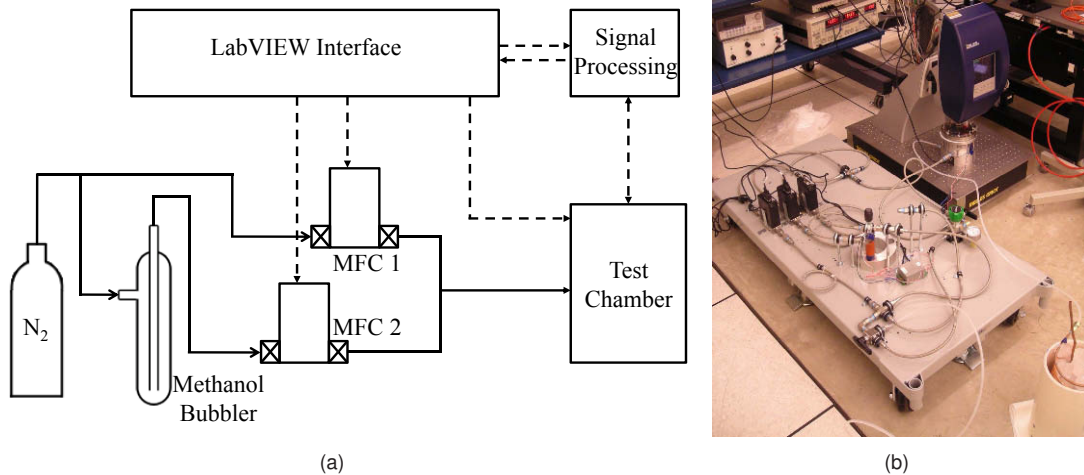 LabVIEW Interface
Signal
Processing
MFC 1
MFC 2
N2
Methanol
Bubbler
Test
Chamber
(a)
(b)